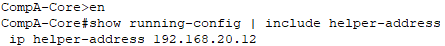 CompA-Core>en
CompA-Core#show running-config | include helper-address
 ip helper-address 192.168.20.12